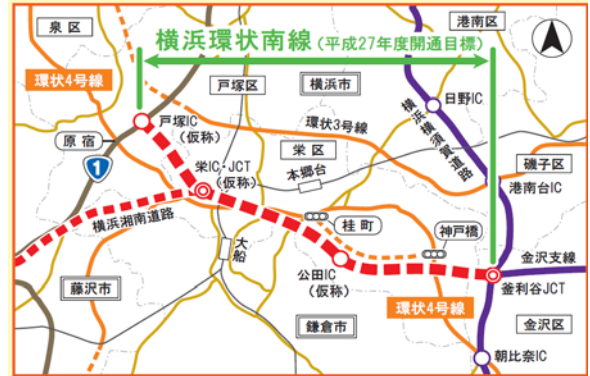 泉区
港南区
横浜環状南線(平成27年度開通目標)
環状4号線
戸塚区
横浜市
日野IC
戸塚IC
(仮称)
環状3号線
横浜横須賀道路
原宿
1
栄区
磯子区
栄IC・JCT
(仮称)
本郷台
港南台IC
横浜湘南道路
桂町
神戸橋
大船
金沢支線
公田IC
(仮称)
釜利谷JCT
藤沢市
環状4号線
鎌倉市
金沢区
朝比奈IC